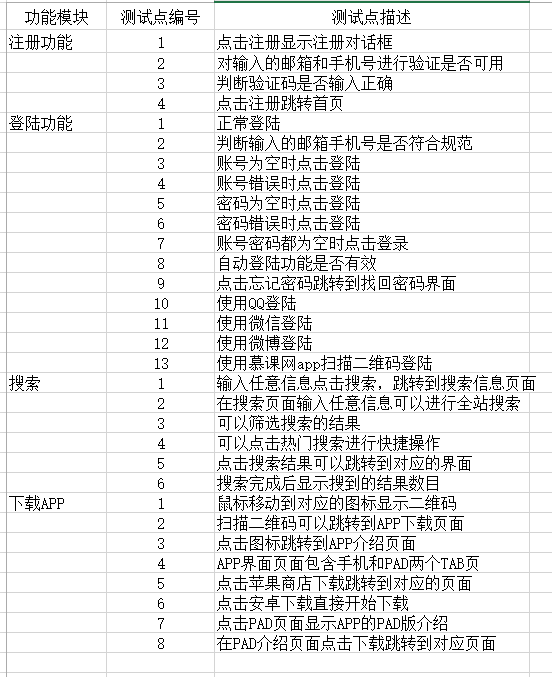 功能模块 测试点编号 测试点描述
注册功能 1 点击注册显示注册对话框
2 对输入的邮箱和手机号进行验证是否可用
3 判断验证码是否输入正确
4 点击注册跳转首页
登陆功能 1 正常登陆
2 判断输入的邮箱手机号是否符合规范
3 账号为空时点击登陆
4 账号错误时点击登陆
5 密码为空时点击登陆
6 密码错误时点击登陆
7 账号密码都为空时点击登录
8 自动登陆功能是否有效
9 点击忘记密码跳转到找回密码界面
10 使用QQ登陆
11 使用微信登陆
12 使用微博登陆
13 使用慕课网app扫描二维码登陆
搜索 1 输入任意信息点击搜索，跳转到搜索信息页面
2 在搜索页面输入任意信息可以进行全站搜索
3 可以筛选搜索的结果
4 可以点击热门搜索进行快捷操作
5 点击搜索结果可以跳转到对应的界面
6 搜索完成后显示搜到的结果数目
下载APP 1 鼠标移动到对应的图标显示二维码
2 扫描二维码可以跳转到APP下载页面
3 点击图标跳转到APP介绍页面
4 APP界面页面包含手机和PAD两个TAB页
5 点击苹果商店下载跳转到对应的页面
6 点击安卓下载直接开始下载
7 点击PAD页面显示APP的PAD版介绍
8 在PAD介绍页面点击下载跳转到对应页面